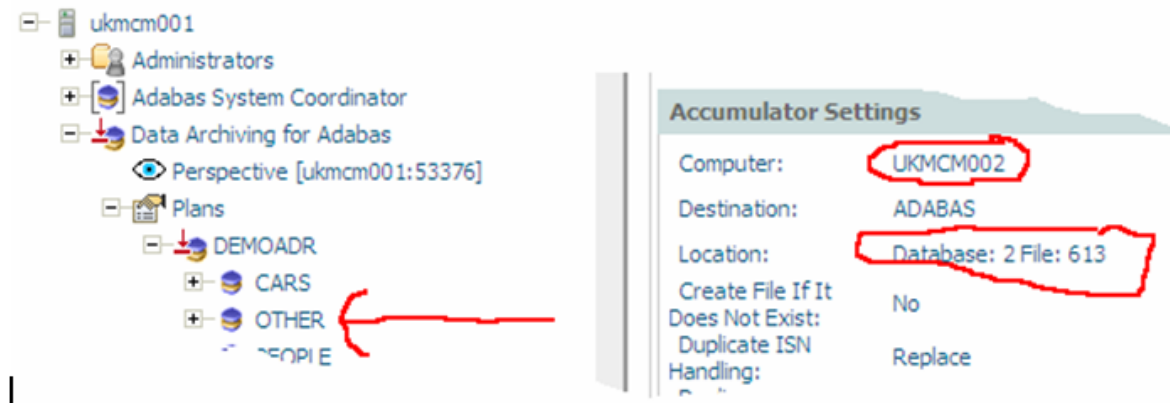 ukmcm001
Administrators
Adabas System Coordinator
Data Archiving for Adabas
Perspective [ukmcm001:53376]
Plans
DEMOADR
CARS
OTHER
PEOPLE
Accumulator Settings
Computer: UKMCM002
Destination: ADABAS
Location: Database: 2 File: 613
Create File If It
Does Not Exist: No
Duplicate ISN
Handling: Replace